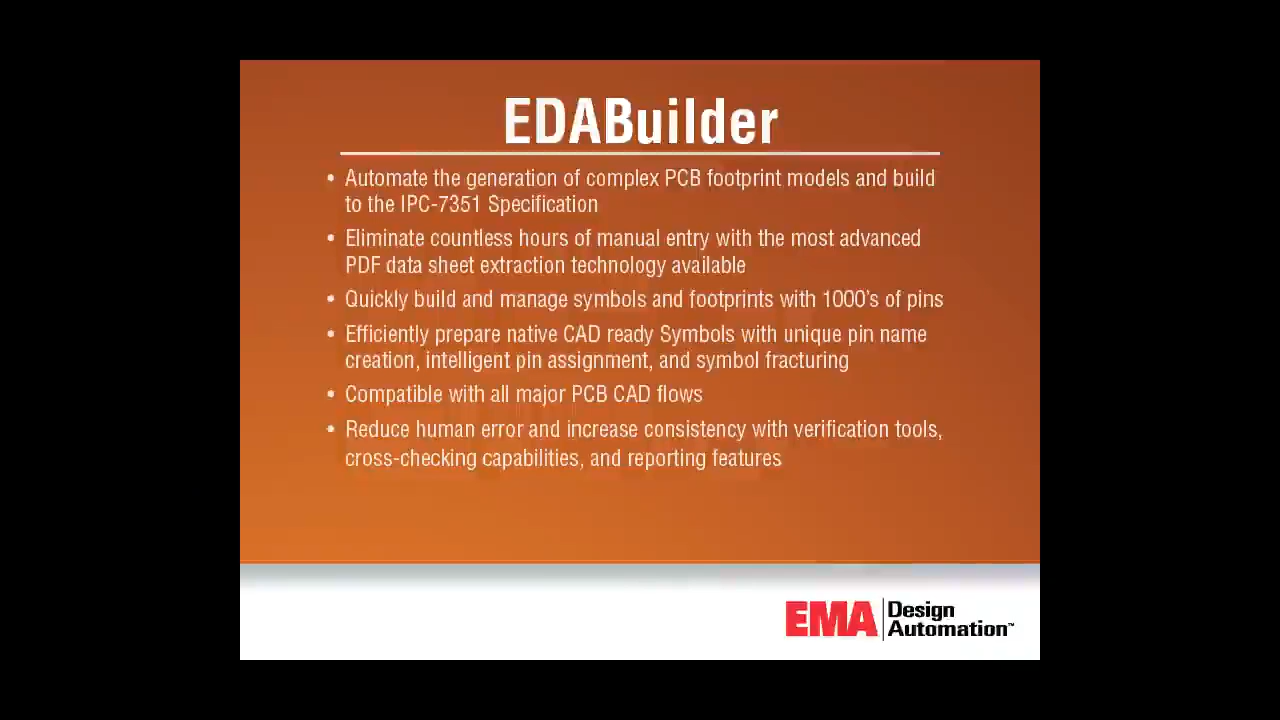 EDABuilder
• Automate the generation of complex PCB footprint models and build
to the IPC-7351 Specification
• Eliminate countless hours of manual entry with the most advanced
PDF data sheet extraction technology available
• Quickly build and manage symbols and footprints with 1000's of pins
• Efficiently prepare native CAD ready Symbols with unique pin name
creation, intelligent pin assignment, and symbol fracturing
• Compatible with all major PCB CAD flows
• Reduce human error and increase consistency with verification tools,
cross-checking capabilities, and reporting features
EMA Design
Automation™